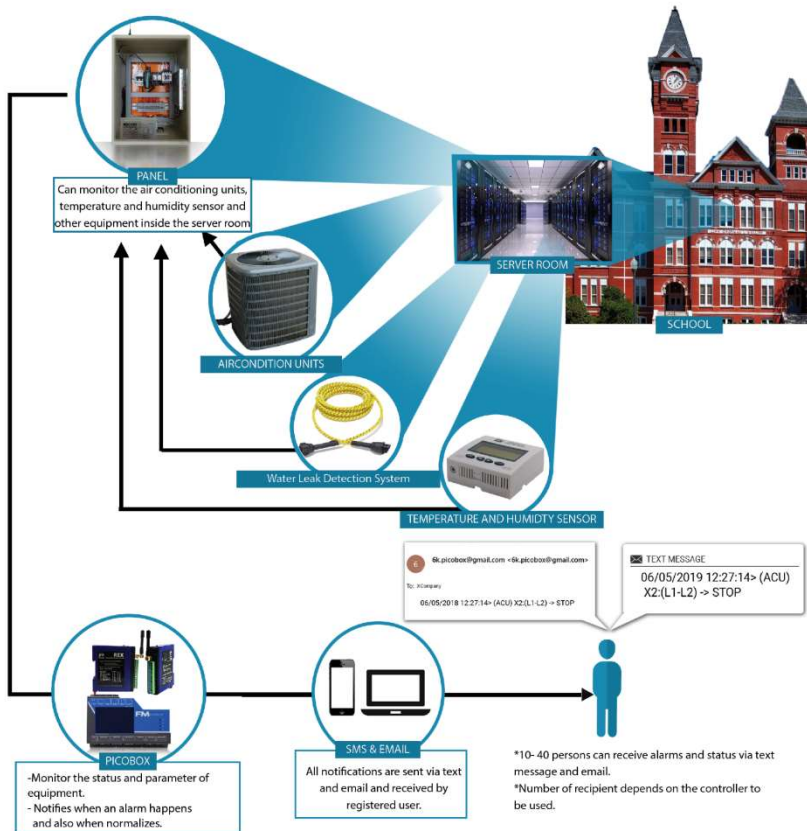 PANEL
Can monitor the air conditioning units,
temperature and humidity sensor and
other equipment inside the server room
SERVER ROOM
SCHOOL
AIRCONDITION UNITS
Water Leak Detection System
TEMPERATURE AND HUMIDTY SENSOR
6
6k.picobox@gmail.com <6k.picobox@gmail.com>
To: XCompany
06/05/2018 12:27:14> (ACU) X2:(L1-L2) -> STOP
TEXT MESSAGE
06/05/2019 12:27:14> (ACU)
X2:(L1-L2) -> STOP
FM
PICOBOX
-Monitor the status and parameter of
equipment.
- Notifies when an alarm happens
and also when normalizes.
SMS & EMAIL
All notifications are sent via text
and email and received by
registered user.
*10- 40 persons can receive alarms and status via text
message and email.
*Number of recipient depends on the controller to
be used.